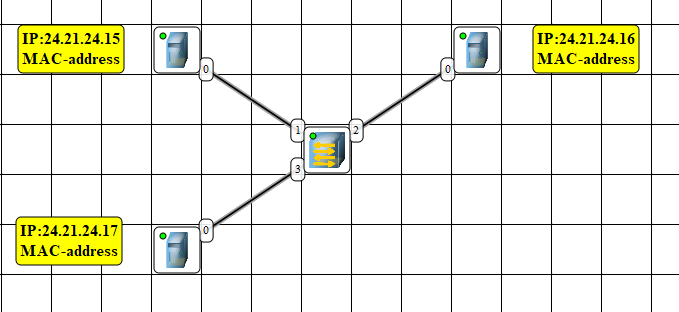 IP:24.21.24.15
MAC-address
IP:24.21.24.16
MAC-address
0
0
1
2
3
IP:24.21.24.17
MAC-address
0